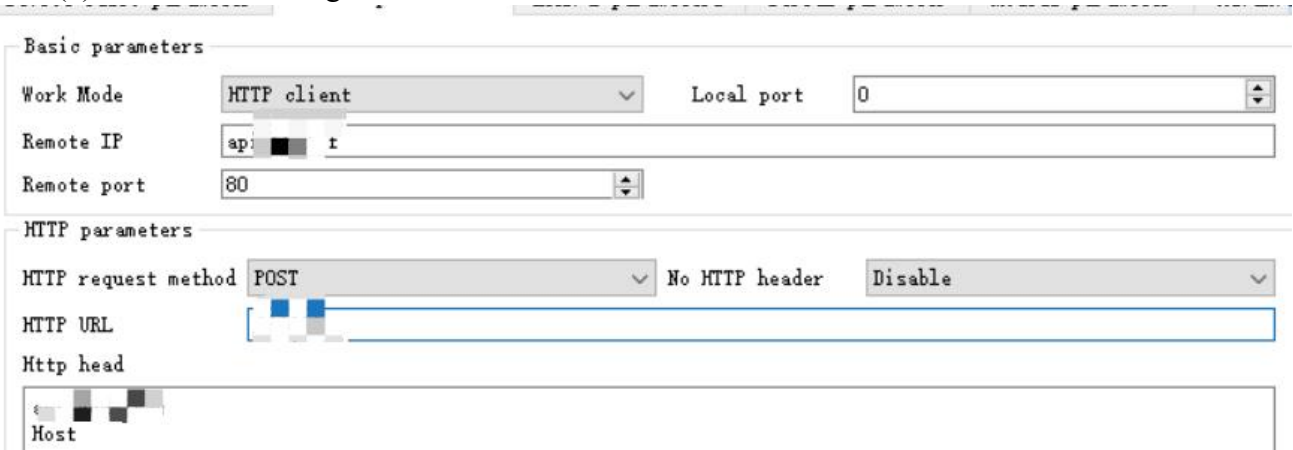 Basic parameters
Work Mode HTTP client Local port 0
Remote IP
Remote port 80
HTTP parameters
HTTP request method POST No HTTP header Disable
HTTP URL
Http head
Host